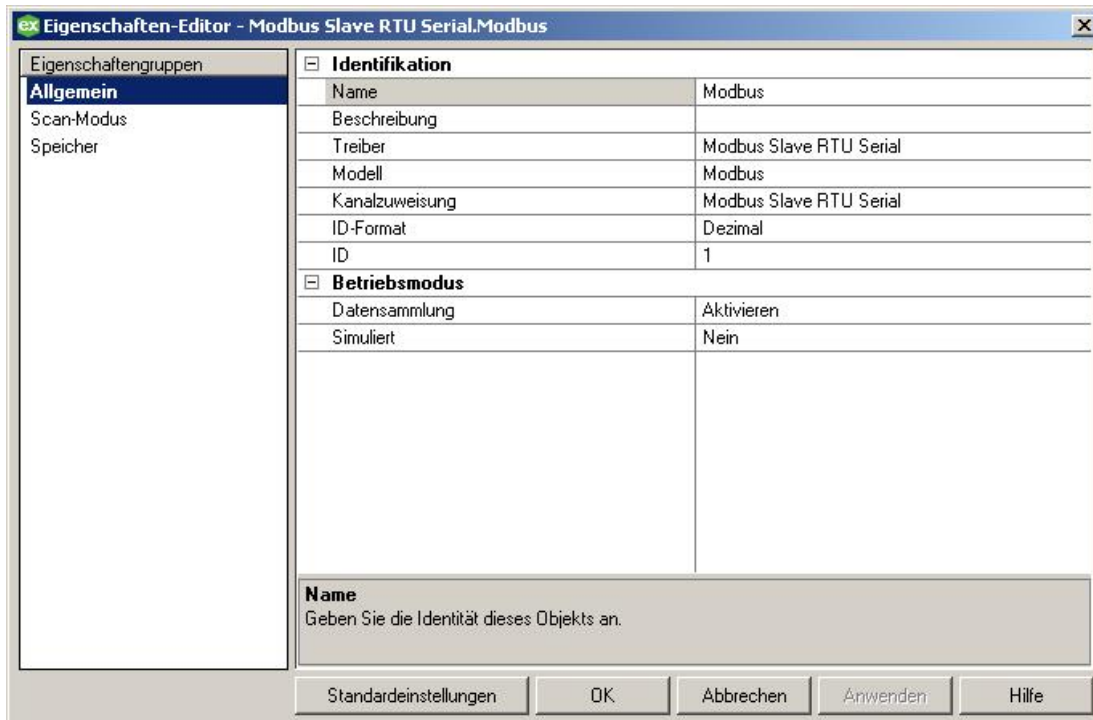 ex Eigenschaften-Editor - Modbus Slave RTU Serial.Modbus
Eigenschaftengruppen
Allgemein
Scan-Modus
Speicher
Identifikation
Name Modbus
Beschreibung
Treiber Modbus Slave RTU Serial
Modell Modbus
Kanalzuweisung Modbus Slave RTU Serial
ID-Format Dezimal
ID 1
Betriebsmodus
Datensammlung Aktivieren
Simuliert Nein
Name
Geben Sie die Identität dieses Objekts an.
Standardeinstellungen OK Abbrechen Anwenden Hilfe